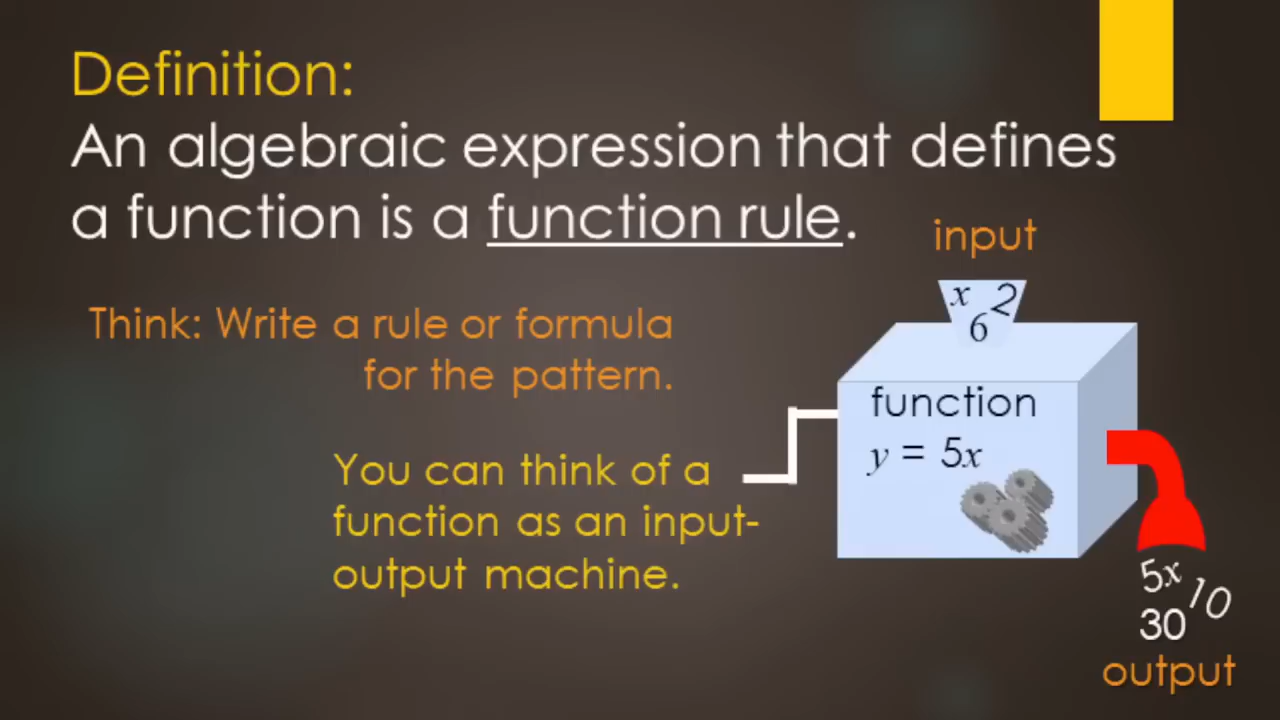 Definition:
An algebraic expression that defines
a function is a function rule.
input
Think: Write a rule or formula
for the pattern.
x 2
6
function
y = 5x
You can think of a
function as an input-
output machine.
5x 10
30
output